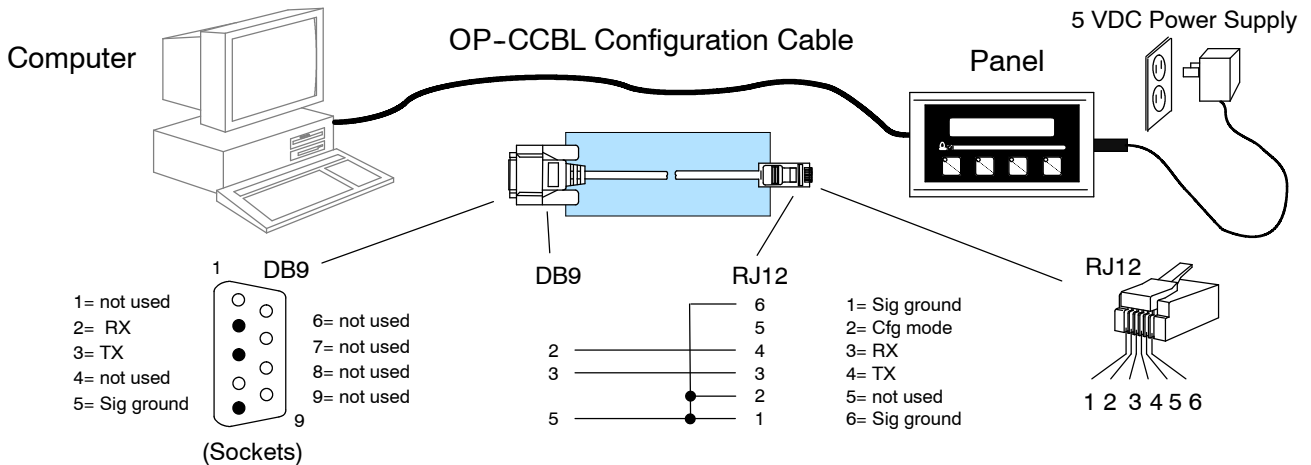 5 VDC Power Supply
Computer
OP-CCBL Configuration Cable
Panel
1
DB9
1= not used
2= RX
3= TX
4= not used
5= Sig ground
6= not used
7= not used
8= not used
9= not used
9
(Sockets)
DB9
RJ12
6
5
2
4
3
3
2
5
1
1= Sig ground
2= Cfg mode
3= RX
4= TX
5= not used
6= Sig ground
RJ12
1 2 3 4 5 6